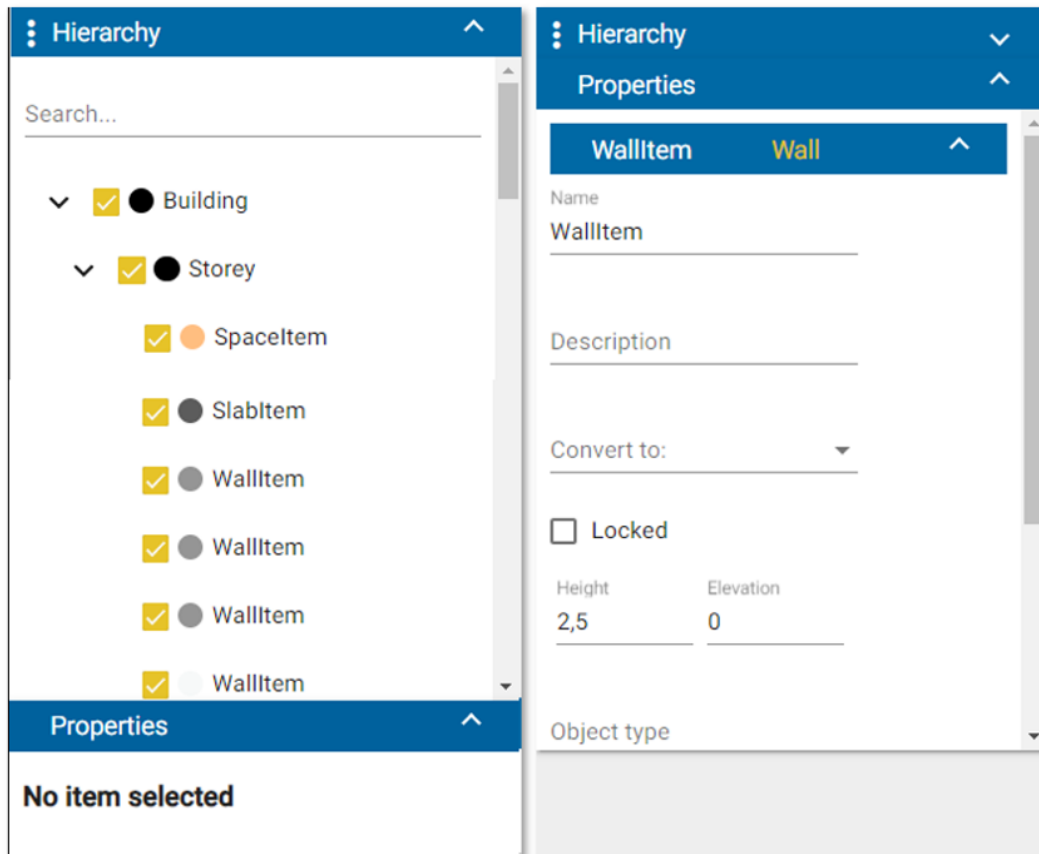 Hierarchy
Search...
Building
Storey
SpaceItem
SlabItem
WallItem
WallItem
WallItem
WallItem
Properties
No item selected
Hierarchy
Properties
WallItem Wall
Name
WallItem
Description
Convert to:
Locked
Height Elevation
2,5 0
Object type